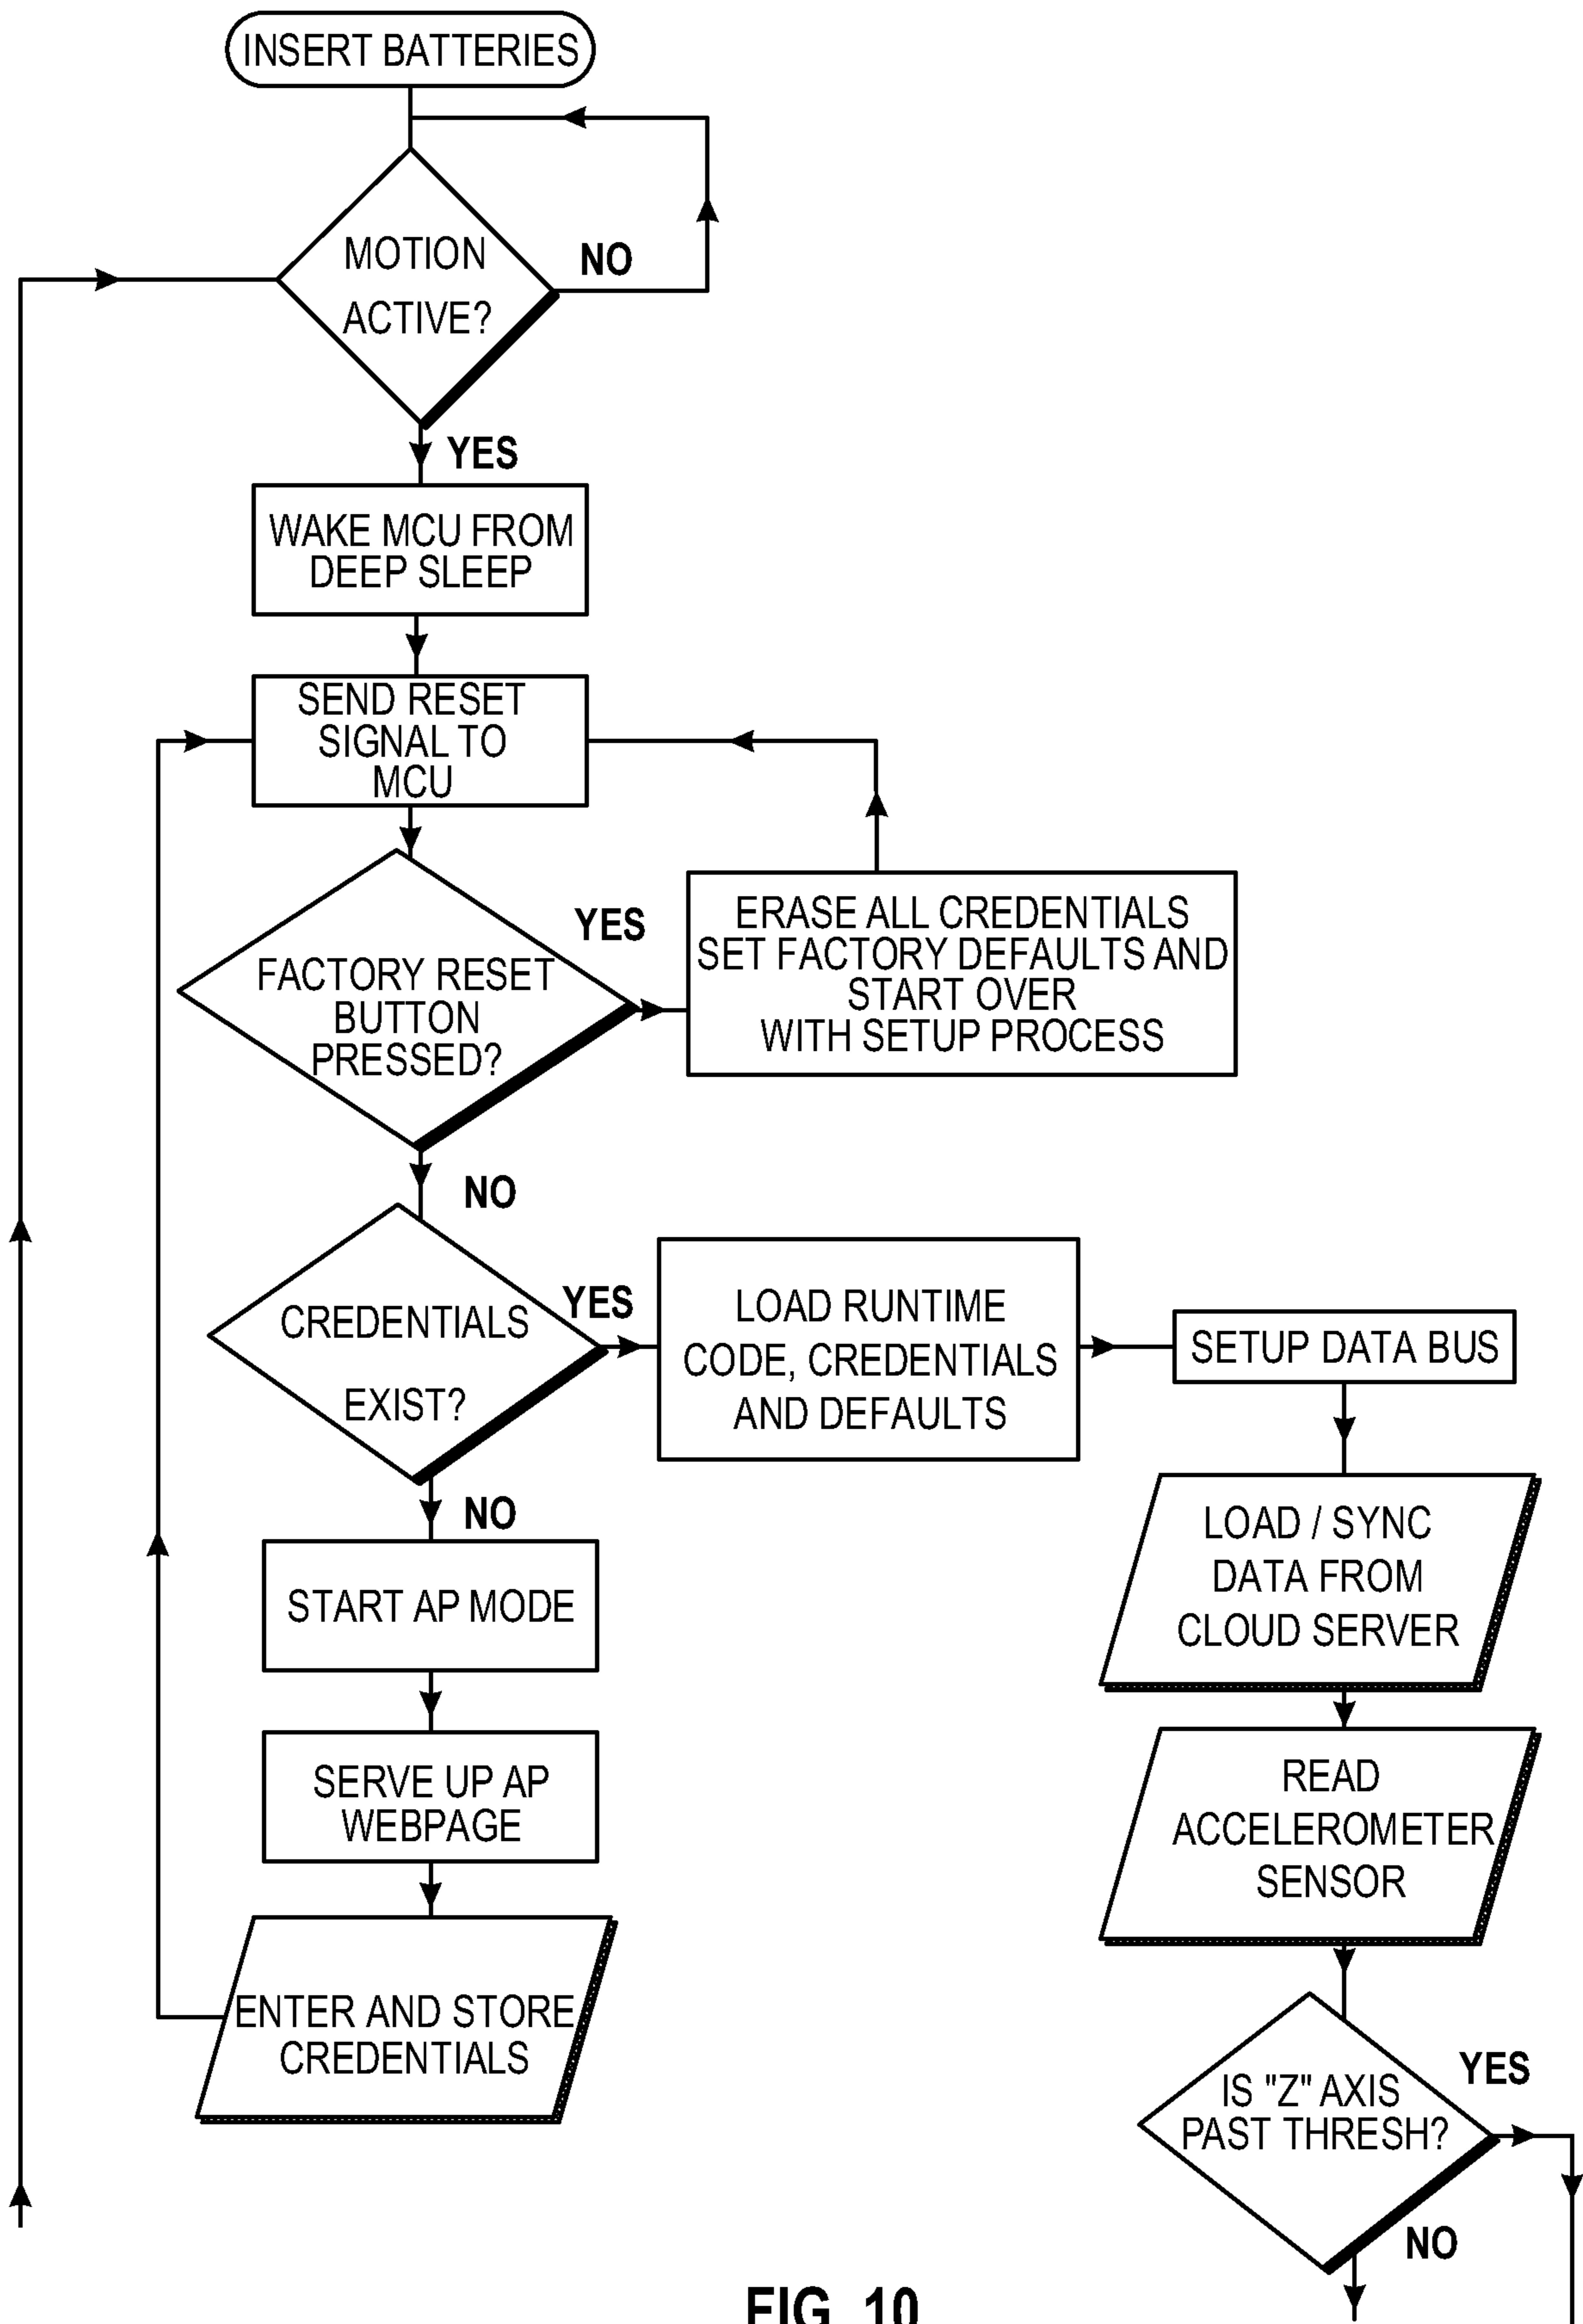 INSERT BATTERIES
MOTION
ACTIVE?
NO
YES
WAKE MCU FROM
DEEP SLEEP
SEND RESET
SIGNAL TO
MCU
FACTORY RESET
BUTTON
PRESSED?
YES
ERASE ALL CREDENTIALS
SET FACTORY DEFAULTS AND
START OVER
WITH SETUP PROCESS
NO
CREDENTIALS
EXIST?
YES
LOAD RUNTIME
CODE, CREDENTIALS
AND DEFAULTS
SETUP DATA BUS
NO
START AP MODE
SERVE UP AP
WEBPAGE
ENTER AND STORE
CREDENTIALS
LOAD / SYNC
DATA FROM
CLOUD SERVER
READ
ACCELEROMETER
SENSOR
IS "Z" AXIS
PAST THRESH?
YES
NO
FIG. 10